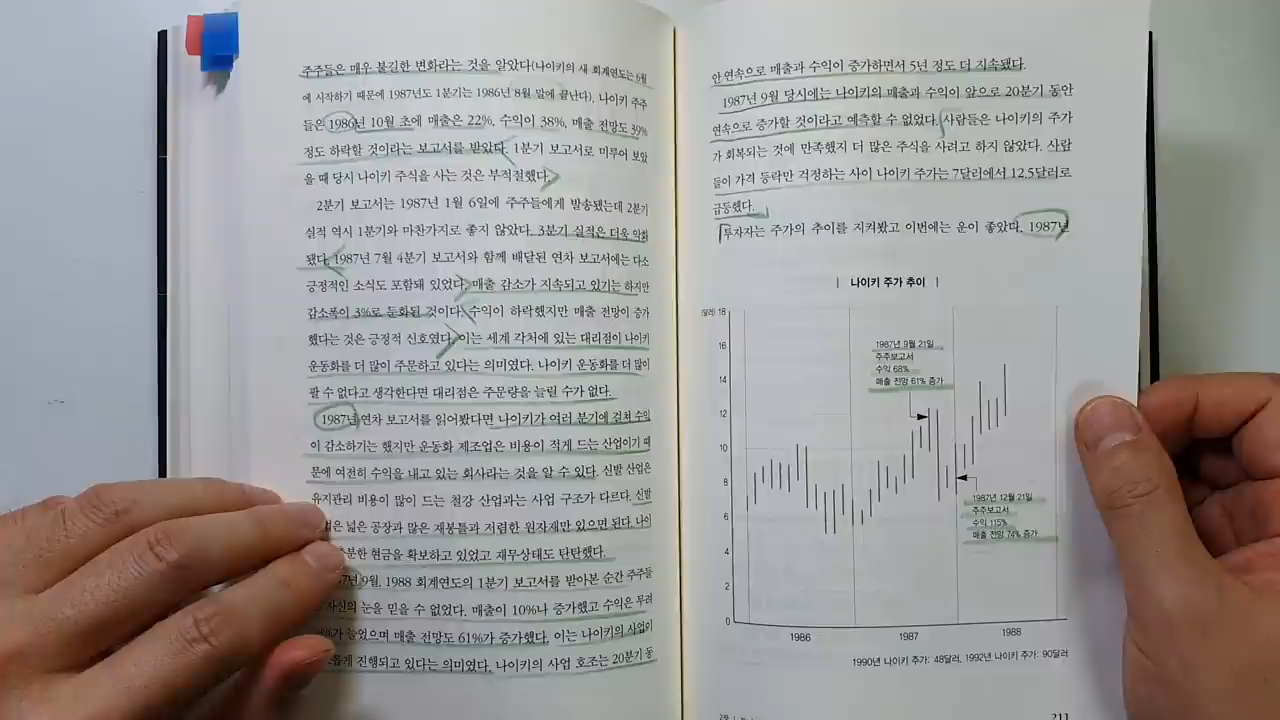 주주들은 매우 불길한 변화라는 것을 알았다(나이키의 새 회계연도는 6월
에 시작하기 때문에 1987년도 1분기는 1986년 8월 말에 끝난다). 나이키 주주
들은 1986년 10월 초에 매출은 22%, 수익이 38%, 매출 전망도 39%
정도 하락할 것이라는 보고서를 받았다. 1분기 보고서로 미루어 보았
을 때 당시 나이키 주식을 사는 것은 부적절했다.
2분기 보고서는 1987년 1월 6일에 주주들에게 발송됐는데 2분기
실적 역시 1분기와 마찬가지로 좋지 않았다. 3분기 실적은 더욱 악화
됐다. 1987년 7월 4분기 보고서와 함께 배달된 연차 보고서에는 다소
긍정적인 소식도 포함돼 있었다. 매출 감소가 지속되고 있기는 하지만
감소폭이 3%로 둔화된 것이다. 수익이 하락했지만 매출 전망이 증가
했다는 것은 긍정적 신호였다. 이는 세계 각처에 있는 대리점이 나이키
운동화를 더 많이 주문하고 있다는 의미였다. 나이키 운동화를 더 많이
팔 수 없다고 생각한다면 대리점은 주문량을 늘릴 수가 없다.
1987년 연차 보고서를 읽어봤다면 나이키가 여러 분기에 걸쳐 수익
이 감소하기는 했지만 운동화 제조업은 비용이 적게 드는 산업이기 때
문에 여전히 수익을 내고 있는 회사라는 것을 알 수 있다. 신발 산업은
유지관리 비용이 많이 드는 철강 산업과는 사업 구조가 다르다. 신발
넓은 공장과 많은 재봉틀과 저렴한 원자재만 있으면 된다. 나이
현금을 확보하고 있었고 재무상태도 단단했다.
9월, 1988 회계연도의 1분기 보고서를 받아본 순간 주주들
자신의 눈을 믿을 수 없었다. 매출이 10%나 증가했고 수익은 무려
늘었으며 매출 전망도 61%가 증가했다. 이는 나이키의 사업이
진행되고 있다는 의미였다. 나이키의 사업 호조는 20분기 동
안 연속으로 매출과 수익이 증가하면서 5년 정도 더 지속됐다.
1987년 9월 당시에는 나이키의 매출과 수익이 앞으로 20분기 동안
연속으로 증가할 것이라고 예측할 수 없었다. 사람들은 나이키의 주가
가 회복되는 것에 만족했지 더 많은 주식을 사려고 하지 않았다. 사람
들이 가격 등락만 걱정하는 사이 나이키 주가는 7달러에서 12.5달러로
급등했다.
투자자는 주가의 추이를 지켜봤고 이번에는 운이 좋았다. 1987년
| 나이키 주가 추이 |
(달러) 18
16
14
12
10
8
6
4
2
0
1987년 9월 21일
주주보고서
수익 68%
매출 전망 61% 증가
1987년 12월 21일
주주보고서
수익 115%
매출 전망 74% 증가
1986 1987 1988
1990년 나이키 주가: 48달러, 1992년 나이키 주가: 90달러
211